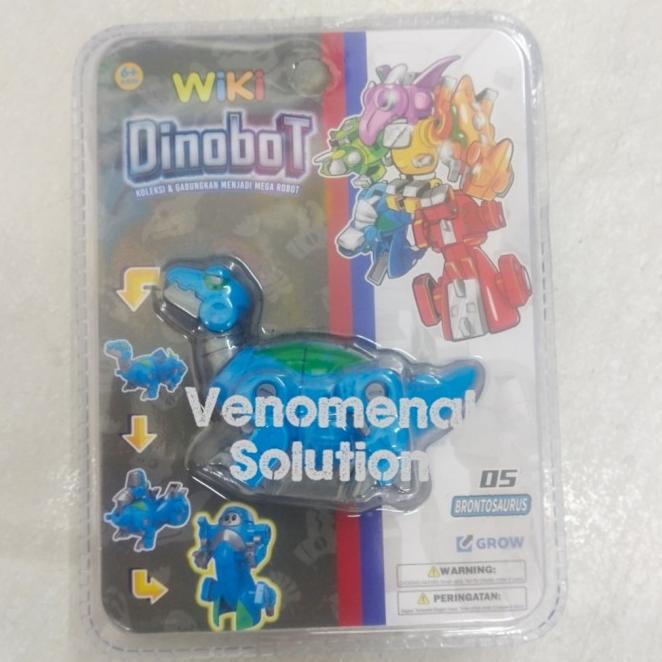 6+
WiKi
DinoboT
KOLEKSI & GABUNGKAN MENJADI MEGA ROBOT
Venomenal
Solution
05
BRONTOSAURUS
GROW
WARNING:
PERINGATAN: